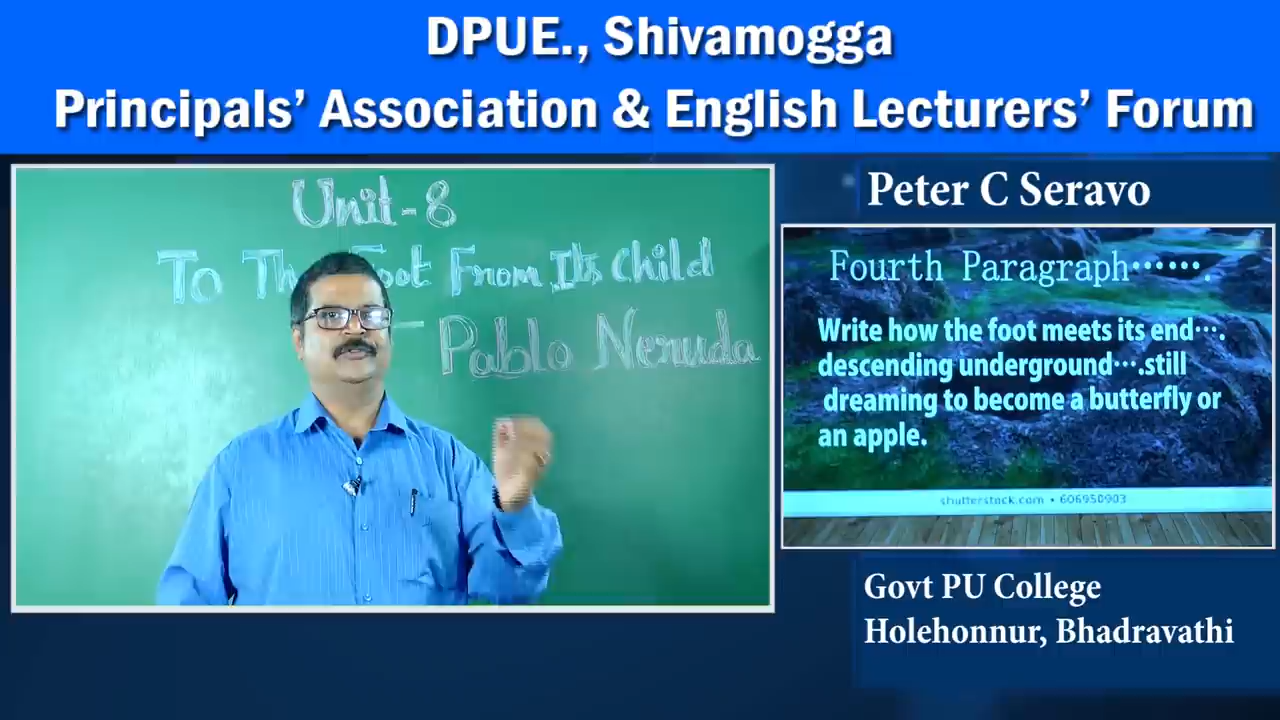 DPUE., Shivamogga
Principals’ Association & English Lecturers’ Forum
Unit-8
To The Foot From Its Child
- Pablo Neruda
Peter C Seravo
Fourth Paragraph.......
Write how the foot meets its end....
descending underground....still
dreaming to become a butterfly or
an apple.
shutterstock.com • 606950903
Govt PU College
Holehonnur, Bhadravathi